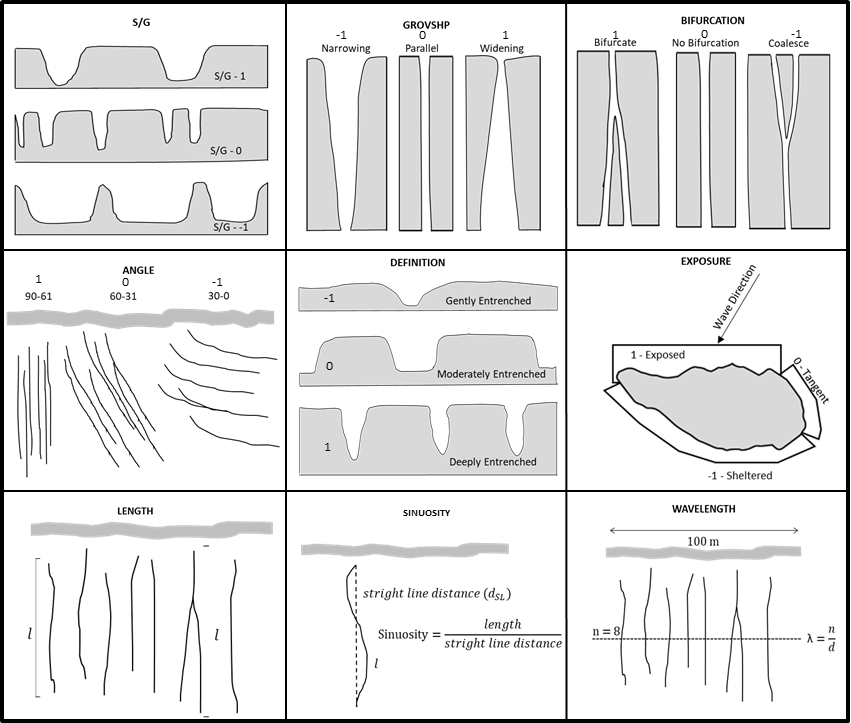 S/G
S/G - 1
S/G - 0
S/G - -1
GROVSHP
-1 0 1
Narrowing Parallel Widening
BIFURCATION
1 0 -1
Bifurcate No Bifurcation Coalesce
ANGLE
1 0 -1
90-61 60-31 30-0
DEFINITION
-1
Gently Entrenched
0
Moderately Entrenched
1
Deeply Entrenched
EXPOSURE
Wave Direction
1 - Exposed
0 - Tangent
-1 - Sheltered
LENGTH
l l
SINUOSITY
stright line distance (d_SL)
Sinuosity = length / stright line distance
l
WAVELENGTH
100 m
n = 8
λ = n / d